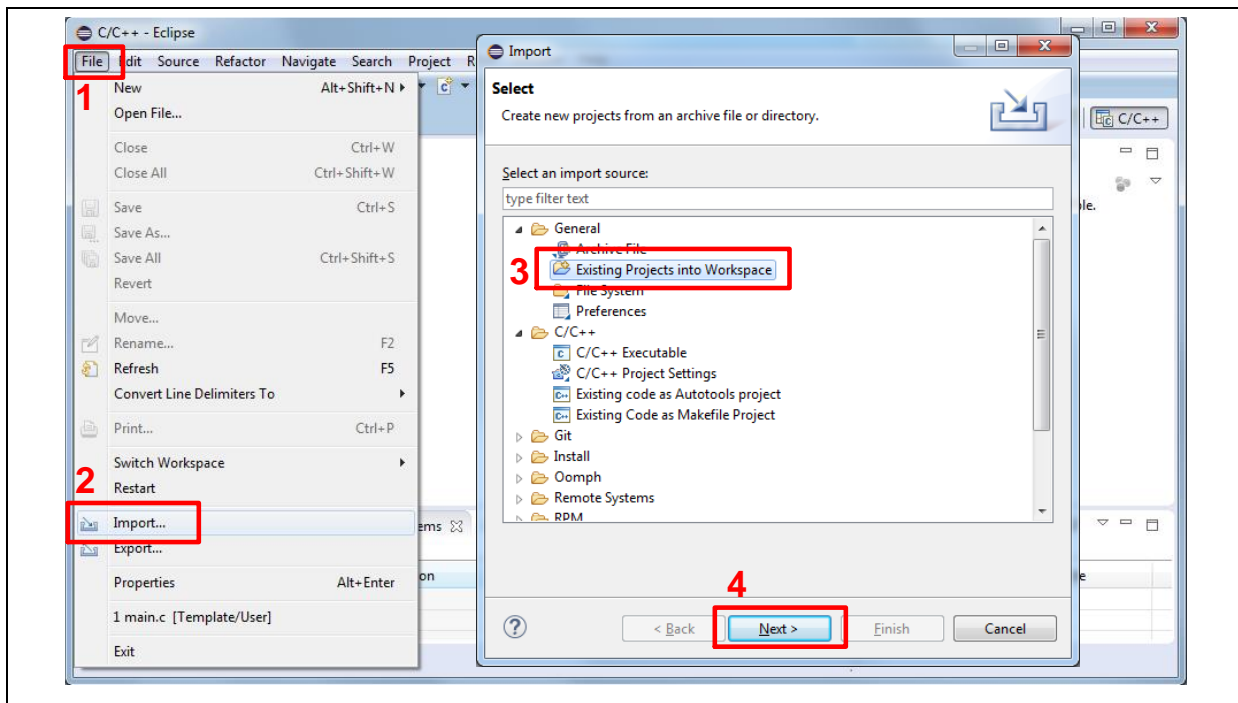 C/C++ - Eclipse
File Edit Source Refactor Navigate Search Project R
1
New Alt+Shift+N
Open File...
Close Ctrl+W
Close All Ctrl+Shift+W
Save Ctrl+S
Save As...
Save All Ctrl+Shift+S
Revert
Move...
Rename... F2
Refresh F5
Convert Line Delimiters To
Print... Ctrl+P
Switch Workspace
2
Restart
Import...
Export...
Properties Alt+Enter
1 main.c [Template/User]
Exit
Import
Select
Create new projects from an archive file or directory.
Select an import source:
type filter text
General
Archive File
3
Existing Projects into Workspace
File System
Preferences
C/C++
C/C++ Executable
C/C++ Project Settings
Existing code as Autotools project
Existing Code as Makefile Project
Git
Install
Oomph
Remote Systems
RPM
4
? < Back Next > Finish Cancel
C/C++
ble.
ems
on
e